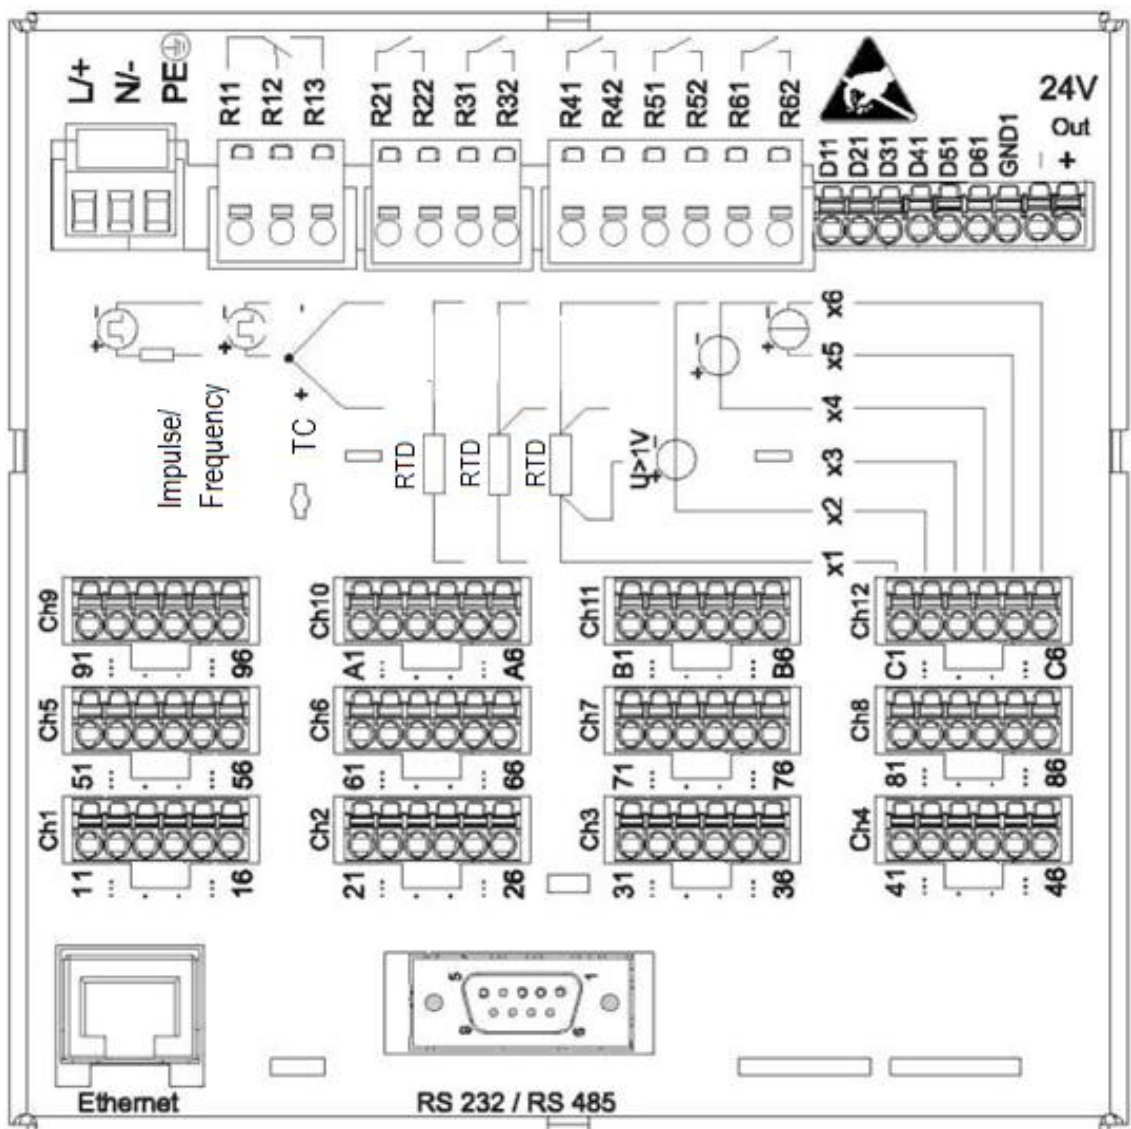 L/+ N/- PE R11 R12 R13 R21 R22 R31 R32 R41 R42 R51 R52 R61 R62
24V
Out
D11 D21 D31 D41 D51 D61 GND1 - +
- - - - - x6
+ + + + x5
+ x4
Impulse/
Frequency
TC
RTD RTD RTD
U>1V - +
x3
x2
x1
Ch9 Ch10 Ch11 Ch12
91 ... . . ... 96 A1 ... . . ... A6 B1 ... . . ... B6 C1 ... . . ... C6
Ch5 Ch6 Ch7 Ch8
51 ... . . ... 56 61 ... . . ... 66 71 ... . . ... 76 81 ... . . ... 86
Ch1 Ch2 Ch3 Ch4
11 ... . . ... 16 21 ... . . ... 26 31 ... . . ... 36 41 ... . . ... 46
5 1
9 6
Ethernet
RS 232 / RS 485